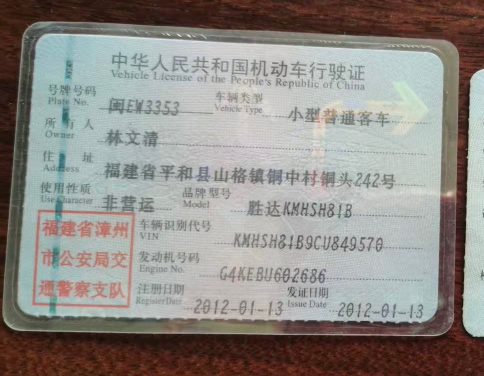 中华人民共和国机动车行驶证
Vehicle License of the People's Republic of China
号牌号码 Plate No. 闽EW3353 车辆类型 Vehicle Type 小型普通客车
所有人 Owner 林文清
住址 Address 福建省平和县山格镇铜中村铜头242号
使用性质 Use Character 非营运 品牌型号 Model 胜达KMHSH81B
福建省漳州市公安局交通警察支队
车辆识别代号 VIN KMHSH81B9CU849570
发动机号码 Engine No. G4KEBU602686
注册日期 Register Date 2012-01-13 发证日期 Issue Date 2012-01-13